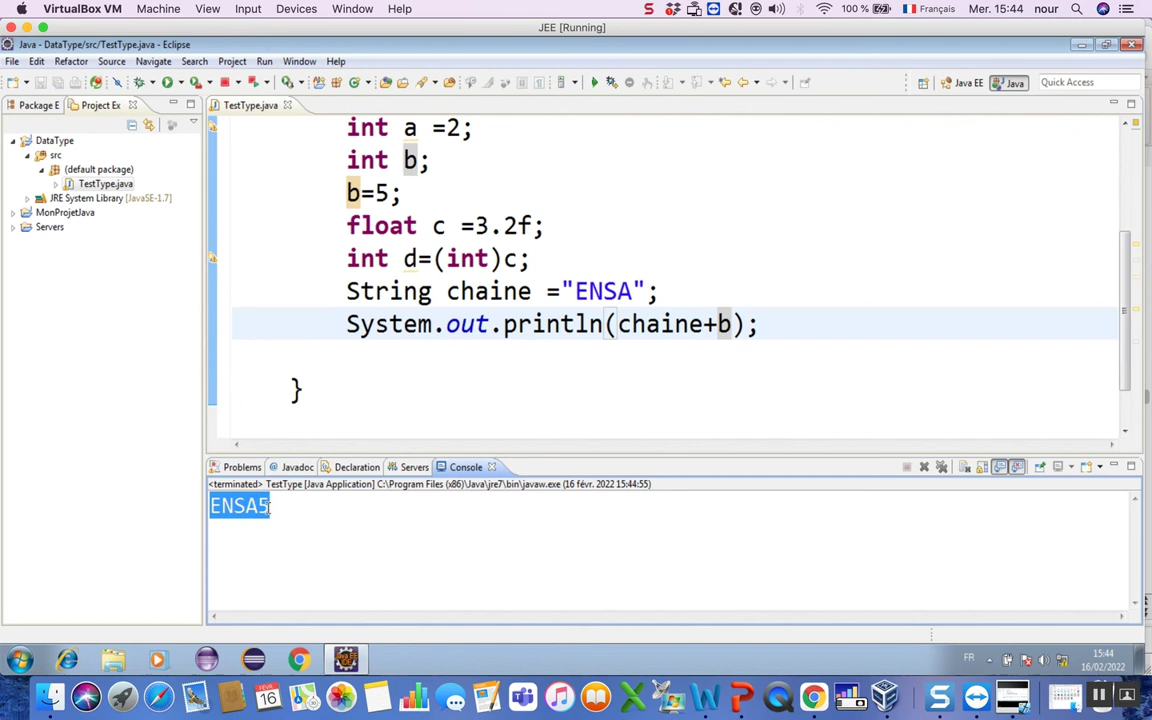 VirtualBox VM Machine View Input Devices Window Help 100 % Français Mer. 15:44 nour
JEE [Running]
Java - DataType/src/TestType.java - Eclipse
File Edit Refactor Source Navigate Search Project Run Window Help
Java EE Java Quick Access
Package E Project Ex
TestType.java
DataType
src
(default package)
TestType.java
JRE System Library [JavaSE-1.7]
MonProjetJava
Servers
int a =2;
int b;
b=5;
float c =3.2f;
int d=(int)c;
String chaine ="ENSA";
System.out.println(chaine+b);
}
Problems @ Javadoc Declaration Servers Console
<terminated> TestType [Java Application] C:\Program Files (x86)\Java\jre7\bin\javaw.exe (16 févr. 2022 15:44:55)
ENSA5
FR 15:44
16/02/2022